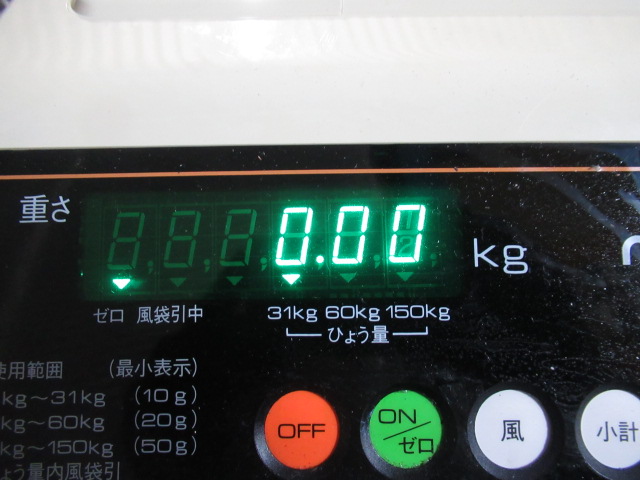 重さ 0.00 kg
ゼロ 風袋引中 31kg 60kg 150kg
ひょう量
使用範囲 (最小表示)
kg～31kg (10g)
kg～60kg (20g)
kg～150kg (50g)
ひょう量内風袋引
OFF ON/ゼロ 風 小計